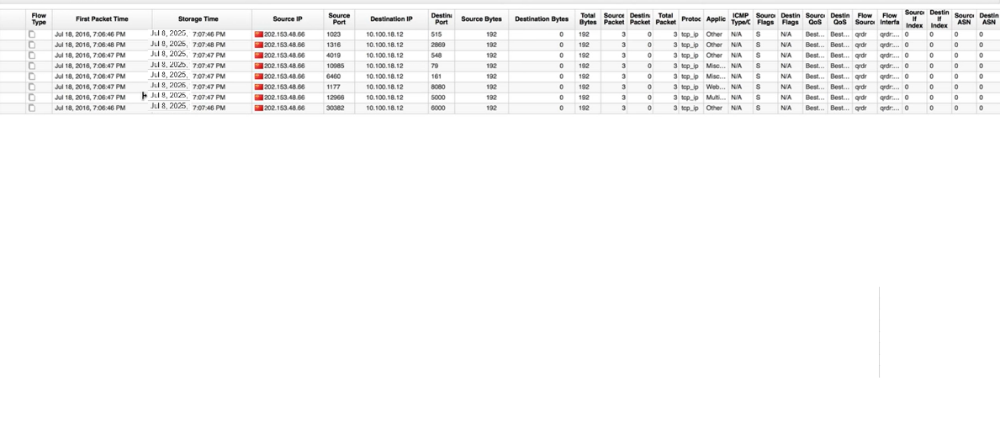 Flow Type First Packet Time Storage Time Source IP Source Port Destination IP Destin Port Source Bytes Destination Bytes Total Bytes Source Packet Destin Packet Total Packet Protoc Applic ICMP Type/C Source Flags Destin Flags Source QoS Destin QoS Flow Source Flow Interfa Source If Index Destin If Index Source ASN Destin ASN
Jul 18, 2016, 7:06:46 PM Jul 8, 2025, 7:07:46 PM 202.153.48.66 1023 10.100.18.12 515 192 0 192 3 0 3 tcp_ip Other N/A S N/A Best... Best... qrdr qrdr:... 0 0 0 0
Jul 18, 2016, 7:06:48 PM Jul 8, 2025, 7:07:48 PM 202.153.48.66 1316 10.100.18.12 2869 192 0 192 3 0 3 tcp_ip Other N/A S N/A Best... Best... qrdr qrdr:... 0 0 0 0
Jul 18, 2016, 7:06:47 PM Jul 8, 2025, 7:07:47 PM 202.153.48.66 4019 10.100.18.12 548 192 0 192 3 0 3 tcp_ip Other N/A S N/A Best... Best... qrdr qrdr:... 0 0 0 0
Jul 18, 2016, 7:06:47 PM Jul 8, 2025, 7:07:47 PM 202.153.48.66 10985 10.100.18.12 79 192 0 192 3 0 3 tcp_ip Misc... N/A S N/A Best... Best... qrdr qrdr:... 0 0 0 0
Jul 18, 2016, 7:06:47 PM Jul 8, 2025, 7:07:47 PM 202.153.48.66 6460 10.100.18.12 161 192 0 192 3 0 3 tcp_ip Misc... N/A S N/A Best... Best... qrdr qrdr:... 0 0 0 0
Jul 18, 2016, 7:06:47 PM Jul 8, 2025, 7:07:47 PM 202.153.48.66 1177 10.100.18.12 8080 192 0 192 3 0 3 tcp_ip Web... N/A S N/A Best... Best... qrdr qrdr:... 0 0 0 0
Jul 18, 2016, 7:06:47 PM Jul 8, 2025, 7:07:47 PM 202.153.48.66 12966 10.100.18.12 5000 192 0 192 3 0 3 tcp_ip Multi... N/A S N/A Best... Best... qrdr qrdr:... 0 0 0 0
Jul 18, 2016, 7:06:46 PM Jul 8, 2025, 7:07:46 PM 202.153.48.66 30382 10.100.18.12 6000 192 0 192 3 0 3 tcp_ip Other N/A S N/A Best... Best... qrdr qrdr:... 0 0 0 0